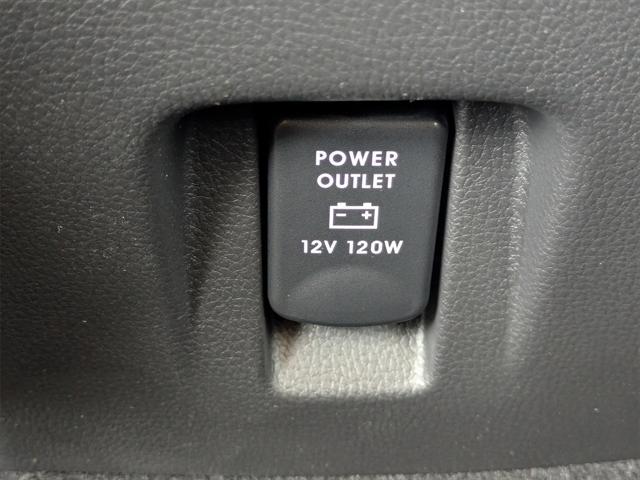 POWER
OUTLET
- +
12V 120W